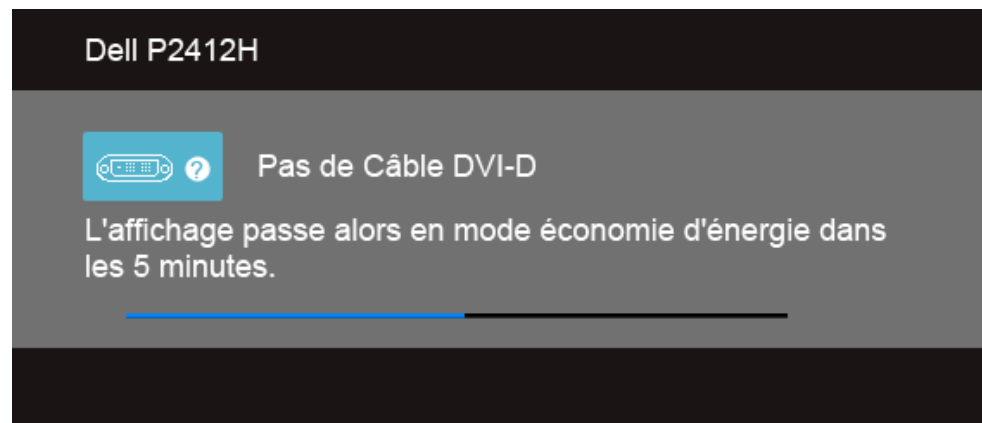 Dell P2412H
Pas de Câble DVI-D
L'affichage passe alors en mode économie d'énergie dans
les 5 minutes.